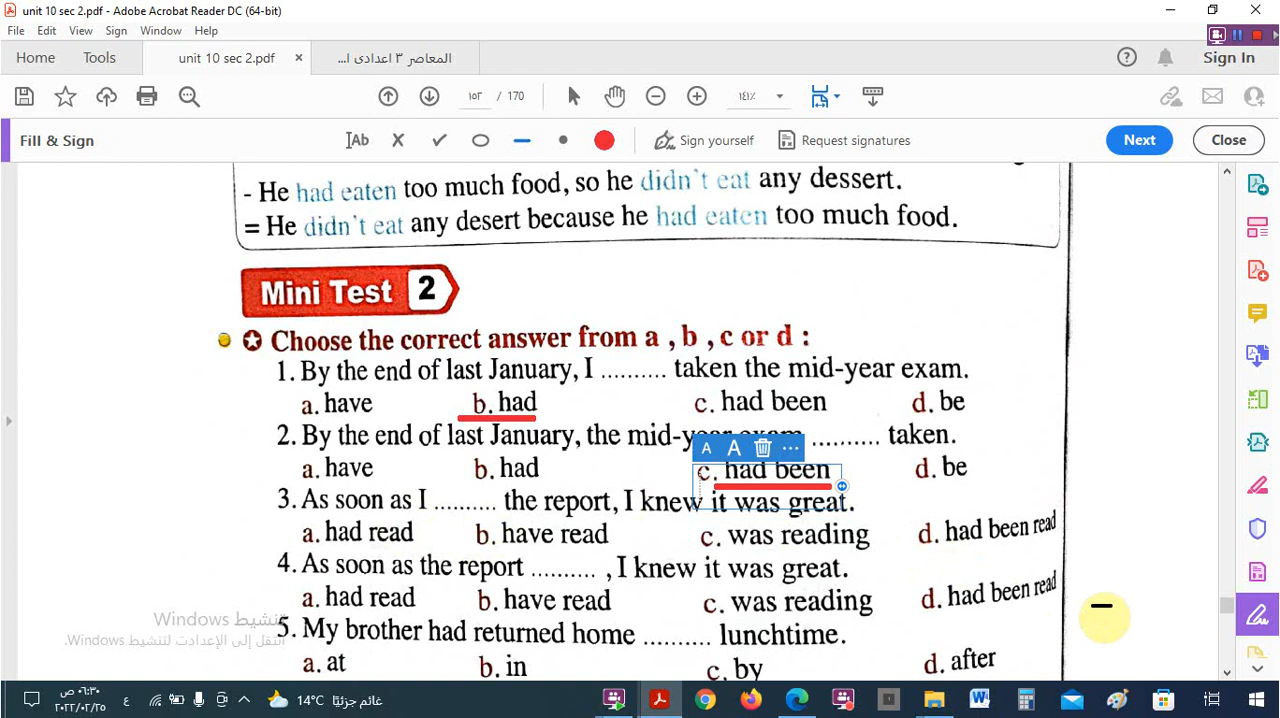 unit 10 sec 2.pdf - Adobe Acrobat Reader DC (64-bit)
File Edit View Sign Window Help
Home Tools unit 10 sec 2.pdf × المعاصر ٣ اعدادى ا... Sign In
١٥٣ / 170 ١٤١٪
Fill & Sign Ab Sign yourself Request signatures Next Close
- He had eaten too much food, so he didn't eat any dessert.
= He didn't eat any desert because he had eaten too much food.
Mini Test 2
Choose the correct answer from a , b , c or d :
1. By the end of last January, I .......... taken the mid-year exam.
a. have b. had c. had been d. be
2. By the end of last January, the mid-year exam .......... taken.
A A ...
a. have b. had c. had been d. be
3. As soon as I .......... the report, I knew it was great.
a. had read b. have read c. was reading d. had been read
4. As soon as the report .......... , I knew it was great.
a. had read b. have read c. was reading d. had been read
تنشيط Windows
5. My brother had returned home .......... lunchtime.
انتقل إلى الإعدادات لتنشيط Windows.
a. at b. in c. by d. after
٠٦:٣٠ ص
٢٠٢٢/٠٢/٢٥
ع
14°C غائم جزئيًا